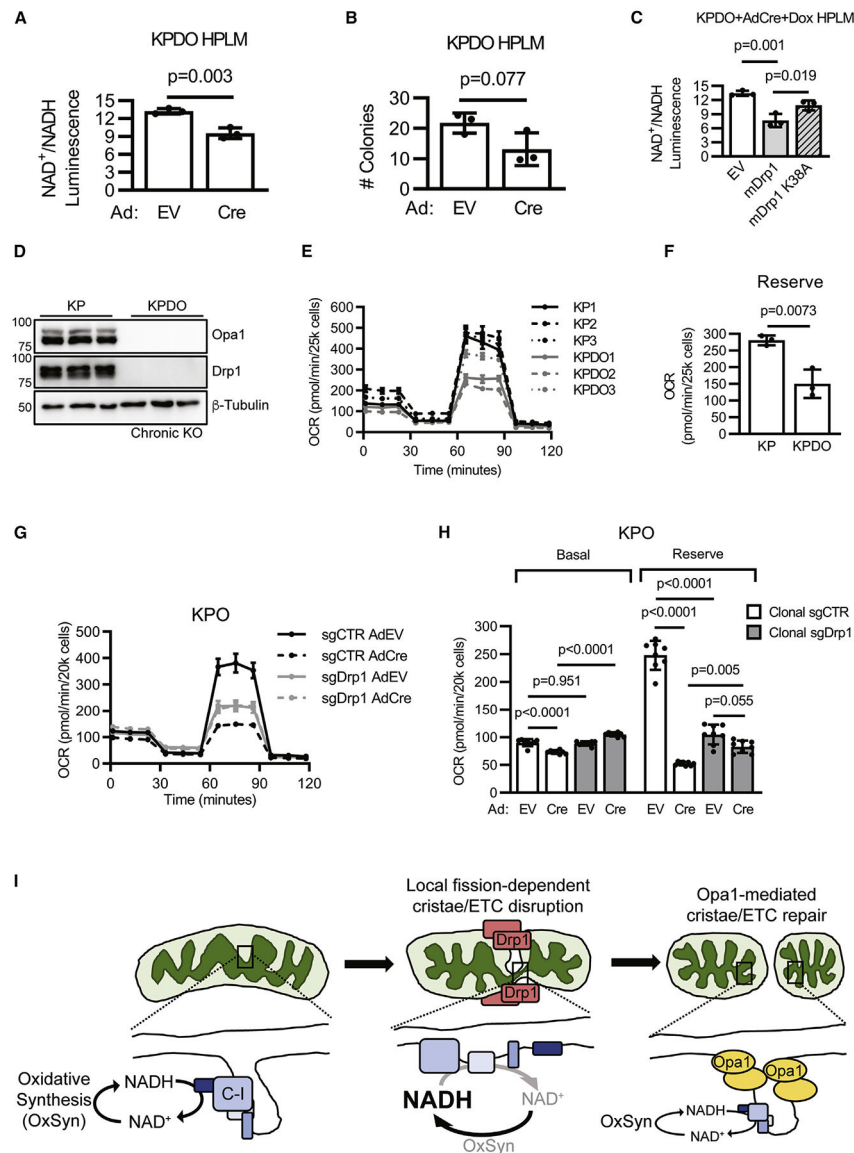 A
KPDO HPLM
p=0.003
NAD⁺/NADH
Luminescence
15
12
9
6
3
0
Ad: EV Cre
B
KPDO HPLM
p=0.077
# Colonies
30
20
10
0
Ad: EV Cre
C
KPDO+AdCre+Dox HPLM
p=0.001
p=0.019
NAD⁺/NADH
Luminescence
15
12
9
6
3
0
EV
mDrp1
mDrp1 K38A
D
KP KPDO
100
75
Opa1
100
75
Drp1
50
β-Tubulin
Chronic KO
E
OCR (pmol/min/25k cells)
600
500
400
300
200
100
0
0 30 60 90 120
Time (minutes)
KP1
KP2
KP3
KPDO1
KPDO2
KPDO3
F
Reserve
p=0.0073
OCR
(pmol/min/25k cells)
300
250
200
150
100
50
0
KP KPDO
G
KPO
OCR (pmol/min/20k cells)
500
400
300
200
100
0
0 30 60 90 120
Time (minutes)
sgCTR AdEV
sgCTR AdCre
sgDrp1 AdEV
sgDrp1 AdCre
H
KPO
Basal Reserve
p<0.0001
p<0.0001
p<0.0001
p=0.951
p<0.0001
p=0.005
p=0.055
Clonal sgCTR
Clonal sgDrp1
OCR (pmol/min/20k cells)
300
250
200
150
100
50
0
Ad: EV Cre EV Cre EV Cre EV Cre
I
Local fission-dependent
cristae/ETC disruption
Opa1-mediated
cristae/ETC repair
Drp1
Drp1
Oxidative
Synthesis
(OxSyn)
NADH
NAD⁺
C-I
NADH
NAD⁺
OxSyn
Opa1
Opa1
OxSyn
NADH
NAD⁺